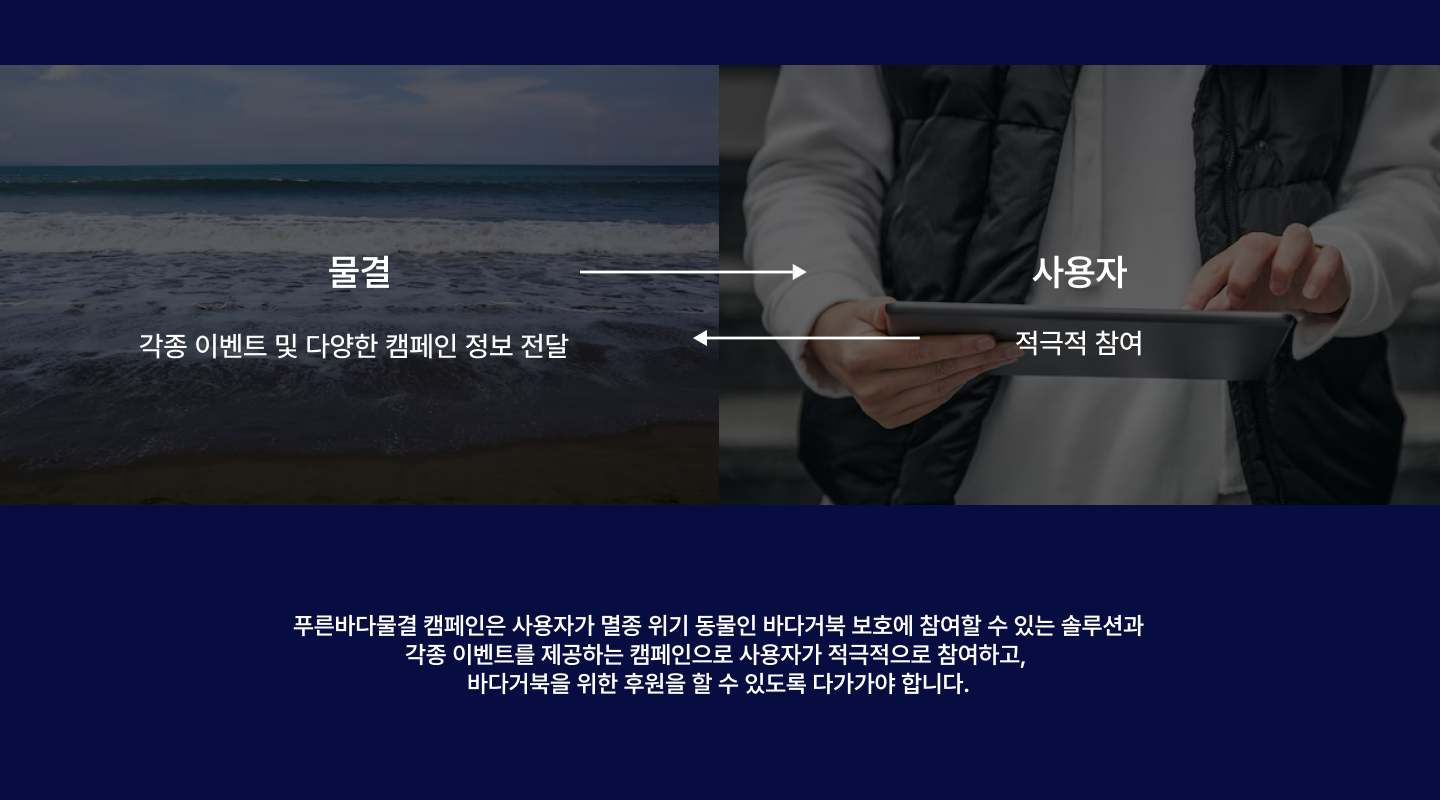 물결
각종 이벤트 및 다양한 캠페인 정보 전달
사용자
적극적 참여
푸른바다물결 캠페인은 사용자가 멸종 위기 동물인 바다거북 보호에 참여할 수 있는 솔루션과
각종 이벤트를 제공하는 캠페인으로 사용자가 적극적으로 참여하고,
바다거북을 위한 후원을 할 수 있도록 다가가야 합니다.